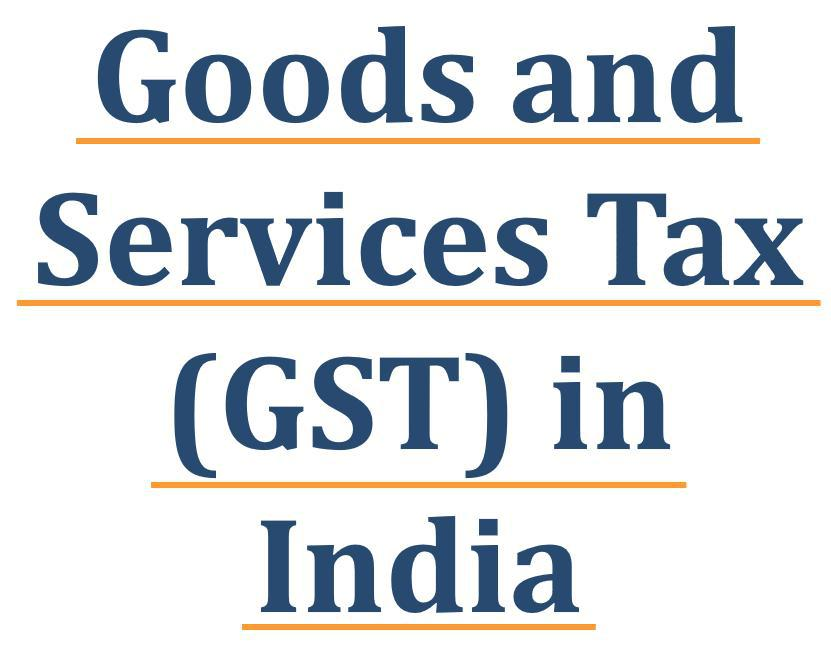 Goods and
Services Tax
(GST) in
India